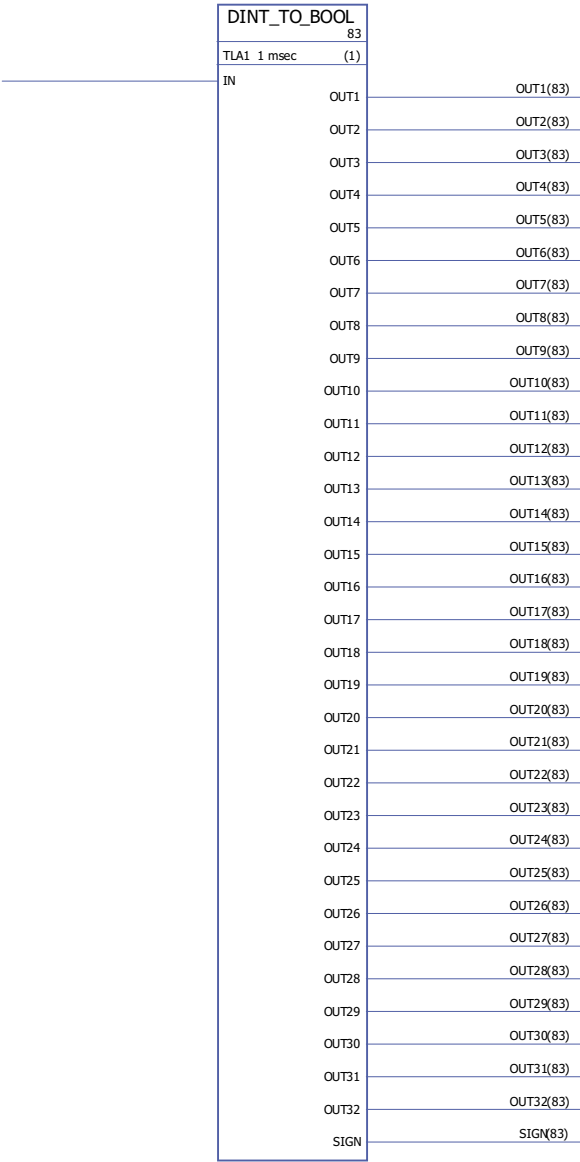 DINT_TO_BOOL
83
TLA1 1 msec (1)
IN
OUT1 OUT1(83)
OUT2 OUT2(83)
OUT3 OUT3(83)
OUT4 OUT4(83)
OUT5 OUT5(83)
OUT6 OUT6(83)
OUT7 OUT7(83)
OUT8 OUT8(83)
OUT9 OUT9(83)
OUT10 OUT10(83)
OUT11 OUT11(83)
OUT12 OUT12(83)
OUT13 OUT13(83)
OUT14 OUT14(83)
OUT15 OUT15(83)
OUT16 OUT16(83)
OUT17 OUT17(83)
OUT18 OUT18(83)
OUT19 OUT19(83)
OUT20 OUT20(83)
OUT21 OUT21(83)
OUT22 OUT22(83)
OUT23 OUT23(83)
OUT24 OUT24(83)
OUT25 OUT25(83)
OUT26 OUT26(83)
OUT27 OUT27(83)
OUT28 OUT28(83)
OUT29 OUT29(83)
OUT30 OUT30(83)
OUT31 OUT31(83)
OUT32 OUT32(83)
SIGN SIGN(83)